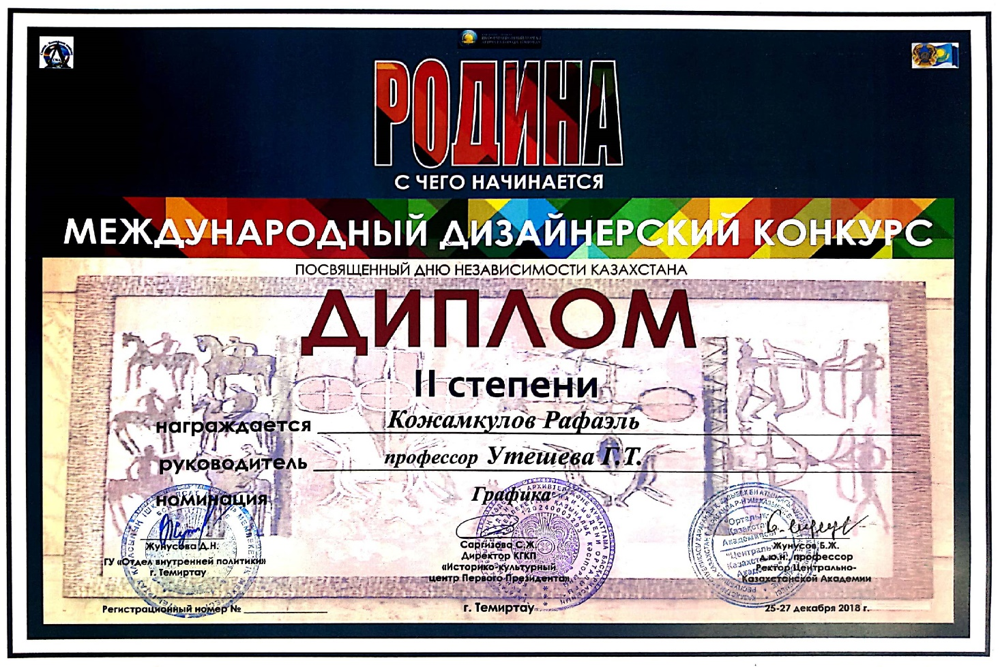 РОДИНА
С ЧЕГО НАЧИНАЕТСЯ
МЕЖДУНАРОДНЫЙ ДИЗАЙНЕРСКИЙ КОНКУРС
ПОСВЯЩЕННЫЙ ДНЮ НЕЗАВИСИМОСТИ КАЗАХСТАНА
ДИПЛОМ
II степени
награждается Кожамкулов Рафаэль
руководитель профессор Утешева Г.Т.
номинация Графика
Жунусова Д.Н.
ГУ «Отдел внутренней политики»
г. Темиртау
Саргизова С.Ж.
Директор КГКП
«Историко-культурный
центр Первого Президента»
Жунусов Б.Ж.
д.ю.н., профессор
Ректор Центрально-
Казахстанской Академии
Регистрационный номер №
г. Темиртау
25-27 декабря 2018 г.